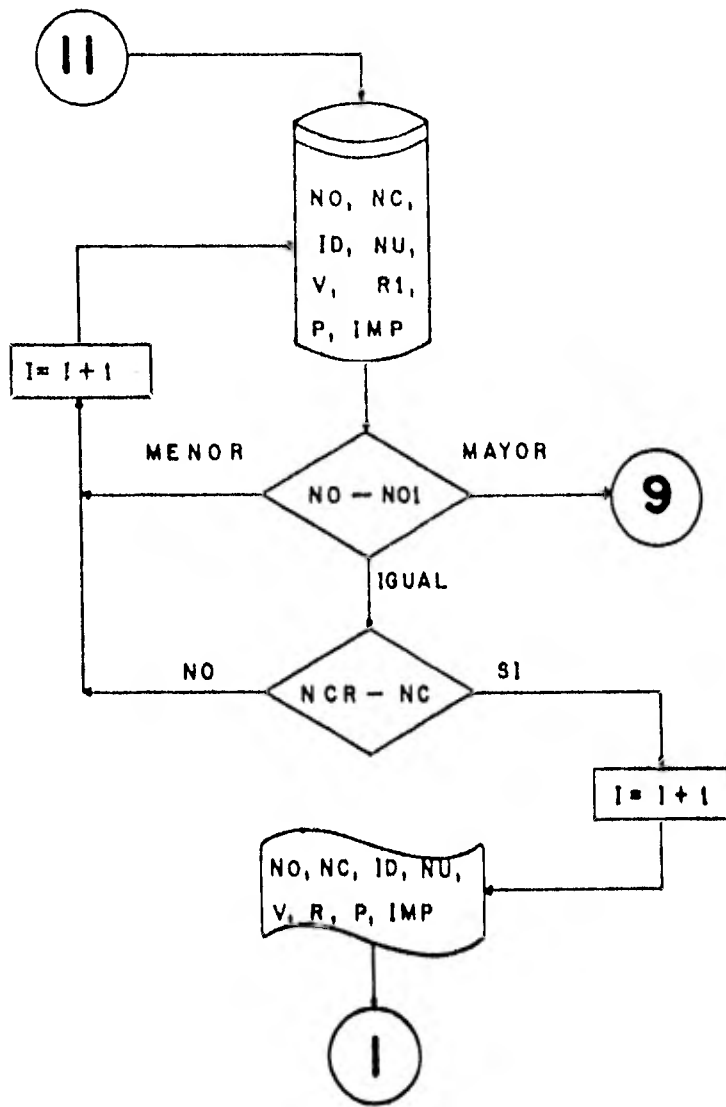 11
NO, NC,
ID, NU,
V, R1,
P, IMP
I= I + 1
MENOR
MAYOR
NO - NO1
9
IGUAL
NO
SI
NCR - NC
I= I + 1
NO, NC, ID, NU,
V, R, P, IMP
1